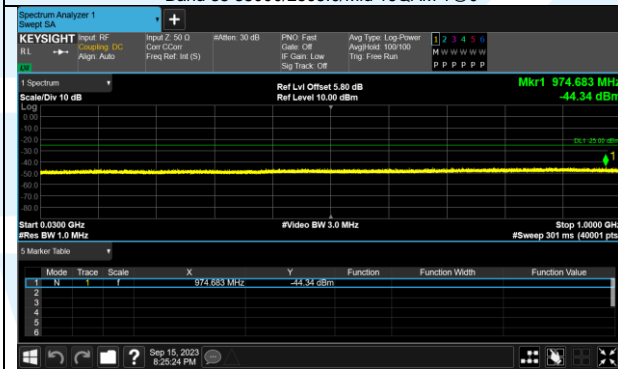 Spectrum Analyzer 1
Swept SA
KEYSIGHT Input: RF Input Z: 50 Ω #Atten: 30 dB PNO: Fast Avg Type: Log-Power 1 2 3 4 5 6
RL Coupling: DC Corr CCorr Gate: Off Avg|Hold: 100/100 M W W W W W
Align: Auto Freq Ref: Int (S) IF Gain: Low Trig: Free Run P P P P P P
Sig Track: Off
1 Spectrum Ref Lvl Offset 5.80 dB Mkr1 974.683 MHz
Scale/Div 10 dB Ref Level 10.00 dBm -44.34 dBm
Log
0.00
-10.0
-20.0
DL1 -25.00 dBm
-30.0
-40.0
1
-50.0
-60.0
-70.0
-80.0
Start 0.0300 GHz #Video BW 3.0 MHz Stop 1.0000 GHz
#Res BW 1.0 MHz #Sweep 301 ms (40001 pts
5 Marker Table
Mode Trace Scale X Y Function Function Width Function Value
1 N 1 f 974.683 MHz -44.34 dBm
2
3
4
5
6
Sep 15, 2023
8:25:24 PM